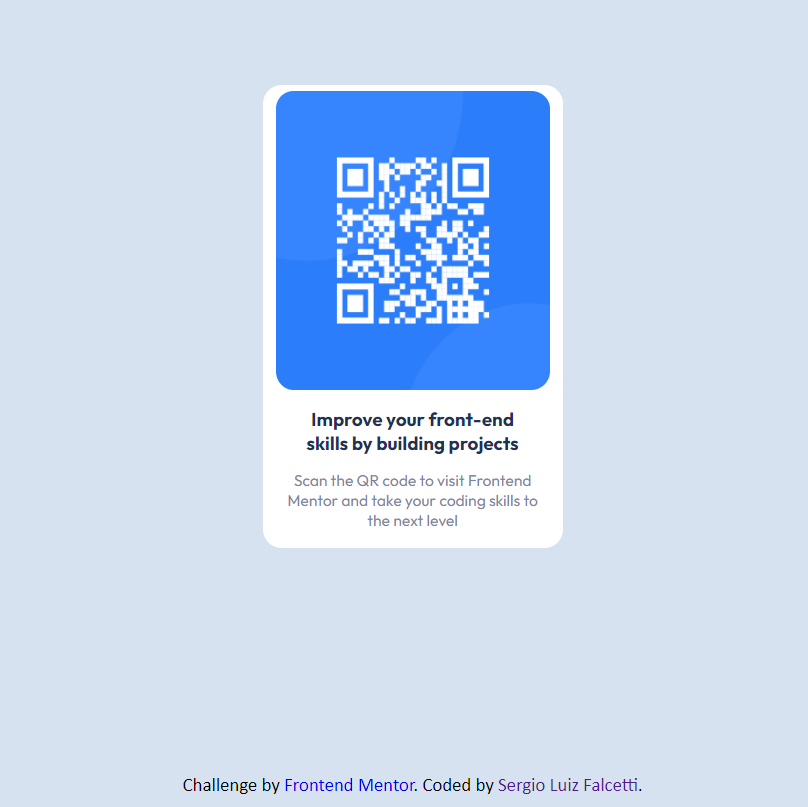 Improve your front-end
skills by building projects
Scan the QR code to visit Frontend
Mentor and take your coding skills to
the next level
Challenge by Frontend Mentor. Coded by Sergio Luiz Falcetti.